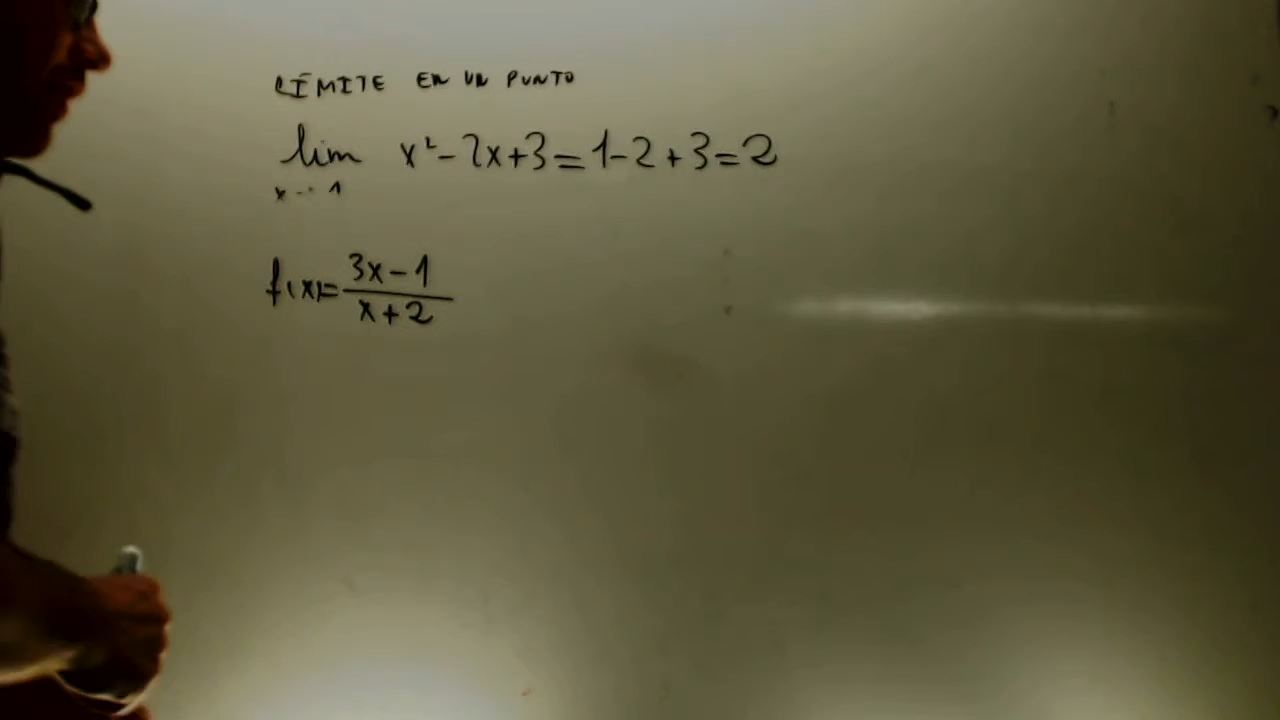 LÍMITE EN UN PUNTO
lim x² - 2x + 3 = 1 - 2 + 3 = 2
x → 1
f(x) = 3x - 1
x + 2